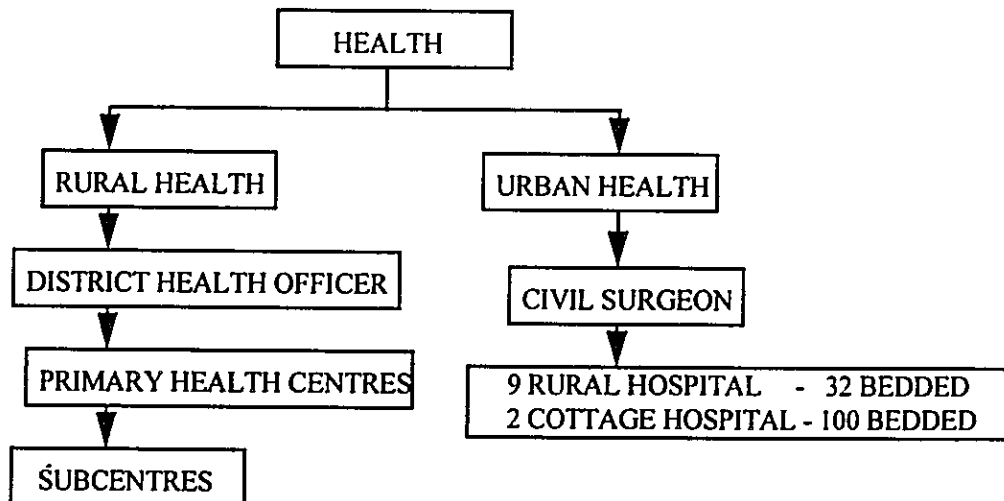 HEALTH
RURAL HEALTH
URBAN HEALTH
DISTRICT HEALTH OFFICER
CIVIL SURGEON
PRIMARY HEALTH CENTRES
9 RURAL HOSPITAL - 32 BEDDED
2 COTTAGE HOSPITAL - 100 BEDDED
SUBCENTRES